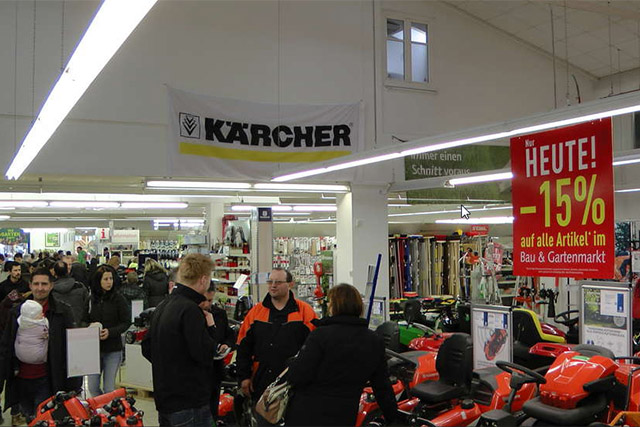 KÄRCHER
immer einen
Schnitt voraus
Nur
HEUTE!
-15%
auf alle Artikel* im
Bau & Gartenmarkt